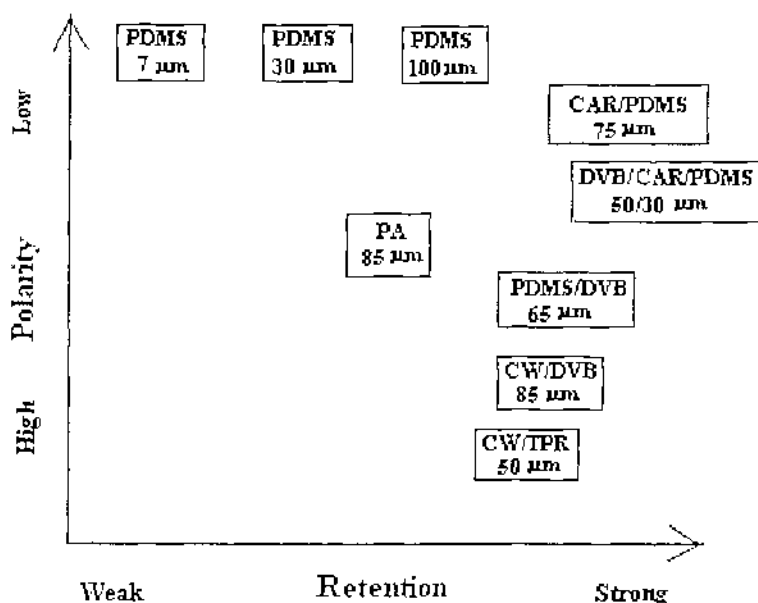 PDMS
7 µm
PDMS
30 µm
PDMS
100µm
CAR/PDMS
75 µm
DVB/CAR/PDMS
50/30 µm
PA
85 µm
PDMS/DVB
65 µm
CW/DVB
85 µm
CW/TPR
50 µm
Low
Polarity
High
Weak
Retention
Strong